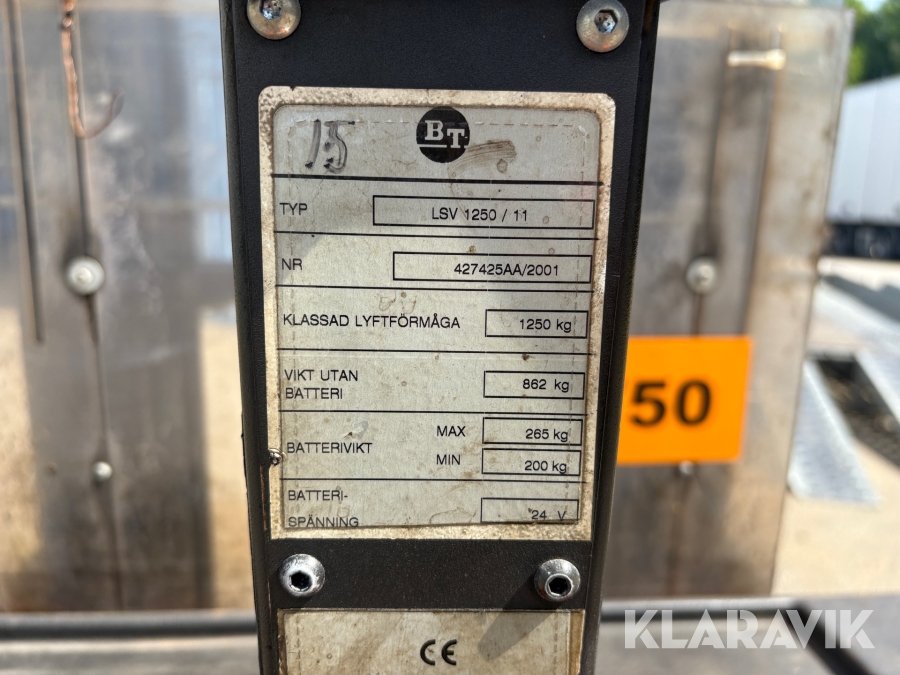 15
BT
TYP LSV 1250 / 11
NR 427425AA/2001
KLASSAD LYFTFÖRMÅGA 1250 kg
VIKT UTAN
BATTERI 862 kg
BATTERIVIKT MAX 265 kg
MIN 200 kg
BATTERI-
SPÄNNING 24 V
50
CE
KLARAVIK